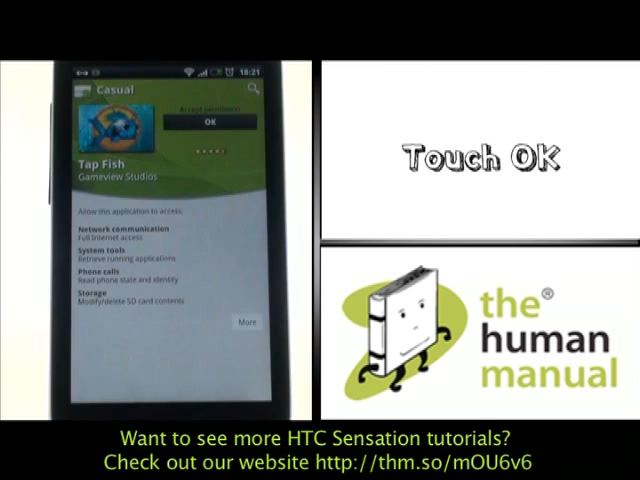 18:21
Casual
Accept permissions
OK
Tap Fish
Gameview Studios
Allow this application to access:
Network communication
Full Internet access
System tools
Retrieve running applications
Phone calls
Read phone state and identity
Storage
Modify/delete SD card contents
More
Touch OK
the®
human
manual
Want to see more HTC Sensation tutorials?
Check out our website http://thm.so/mOU6v6